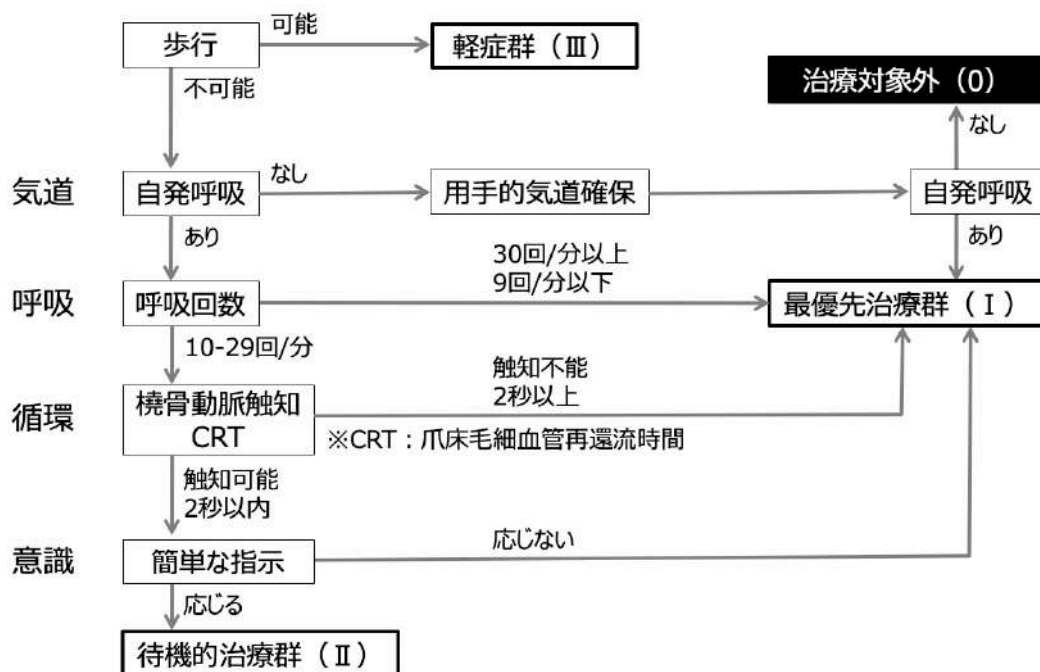 歩行
可能
軽症群(Ⅲ)
不可能
治療対象外(0)
なし
気道
自発呼吸
なし
用手的気道確保
自発呼吸
あり
あり
30回/分以上
9回/分以下
呼吸
呼吸回数
最優先治療群(Ⅰ)
10-29回/分
触知不能
2秒以上
循環
橈骨動脈触知
CRT
※CRT:爪床毛細血管再還流時間
触知可能
2秒以内
応じない
意識
簡単な指示
応じる
待機的治療群(Ⅱ)